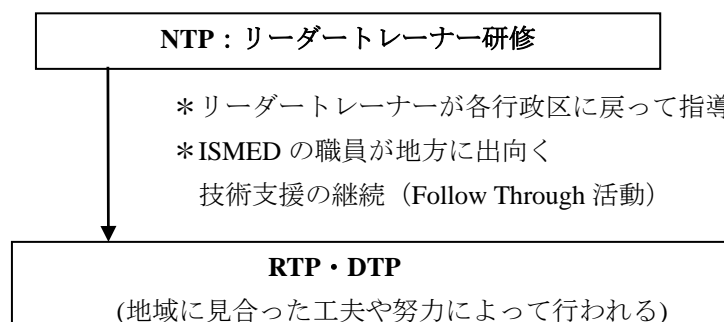 NTP：リーダートレーナー研修
＊リーダートレーナーが各行政区に戻って指導
＊ISMED の職員が地方に出向く
技術支援の継続（Follow Through 活動）
RTP・DTP
(地域に見合った工夫や努力によって行われる)